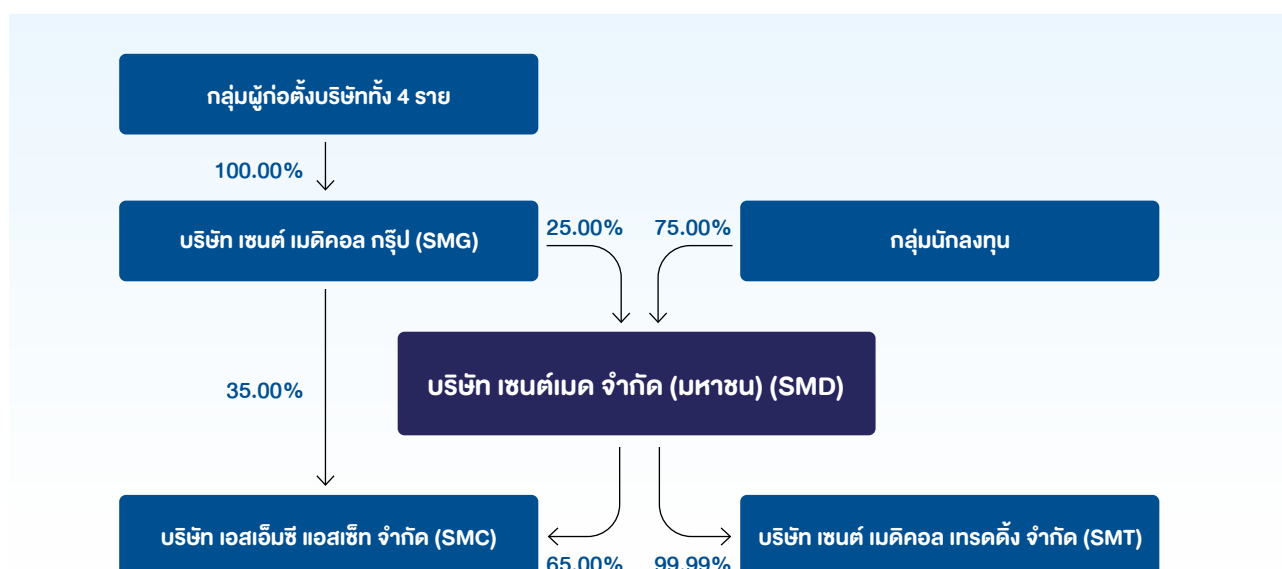 กลุ่มผู้ก่อตั้งบริษัททั้ง 4 ราย
100.00%
บริษัท เซนต์ เมดิคอล กรุ๊ป (SMG)
25.00%
75.00%
กลุ่มนักลงทุน
35.00%
บริษัท เซนต์เมด จำกัด (มหาชน) (SMD)
บริษัท เอสเอ็มซี แอสเซ็ท จำกัด (SMC)
65.00%
99.99%
บริษัท เซนต์ เมดิคอล เทรดดิ้ง จำกัด (SMT)